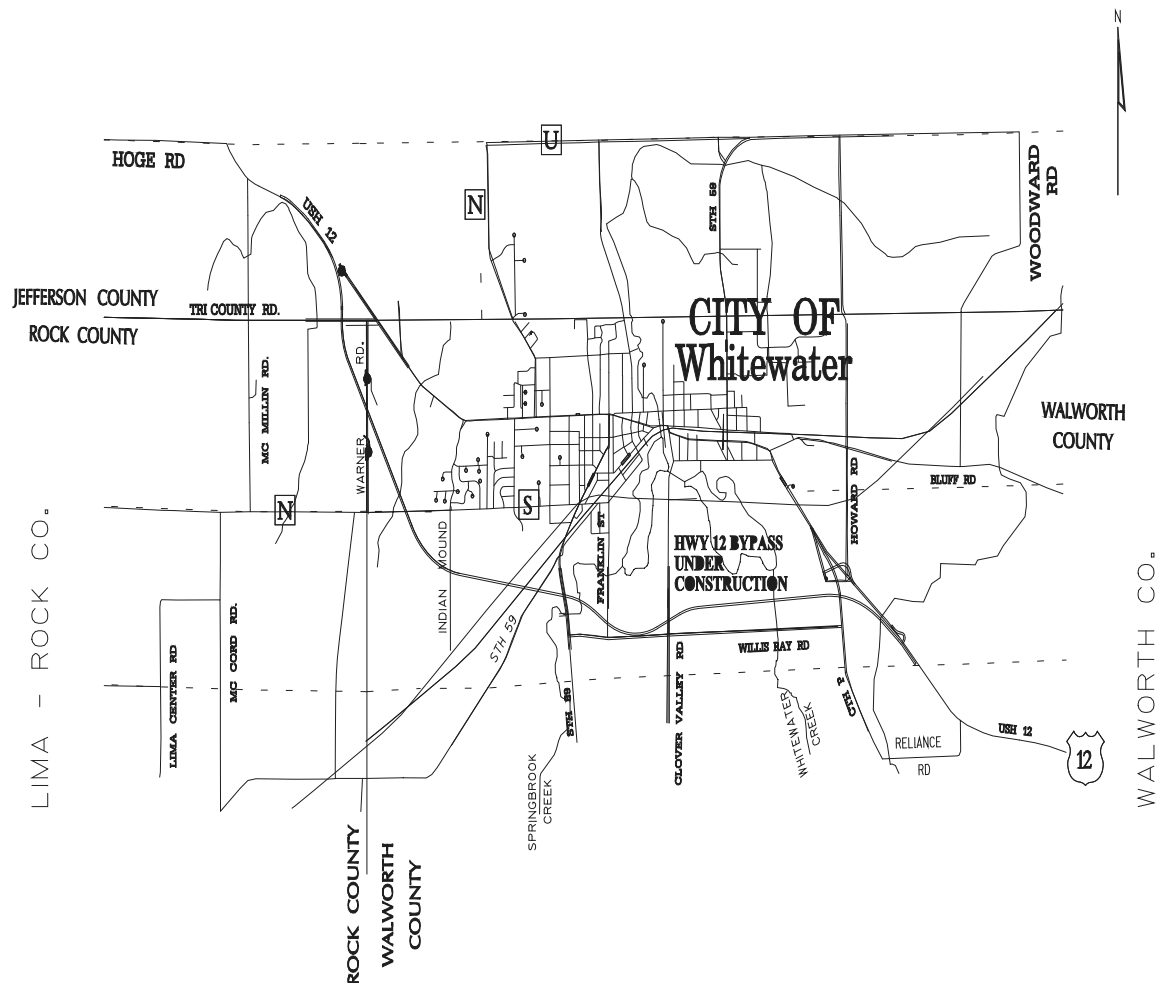 N
U
HOGE RD
WOODWARD
RD
N
STH 59
USH 12
JEFFERSON COUNTY
TRI COUNTY RD.
ROCK COUNTY
CITY OF
Whitewater
MC MILLIN RD.
WARNER RD.
WALWORTH
COUNTY
BLUFF RD
HOWARD RD
N
S
LIMA - ROCK CO.
WALWORTH CO.
INDIAN MOUND
FRANKLIN ST
HWY 12 BYPASS
UNDER
CONSTRUCTION
STH 59
WILLIS RAY RD
LIMA CENTER RD
MC CORD RD.
STH 59
CLOVER VALLEY RD
WHITEWATER
CREEK
CTH P
USH 12
RELIANCE
RD
12
SPRINGBROOK
CREEK
ROCK COUNTY
WALWORTH
COUNTY